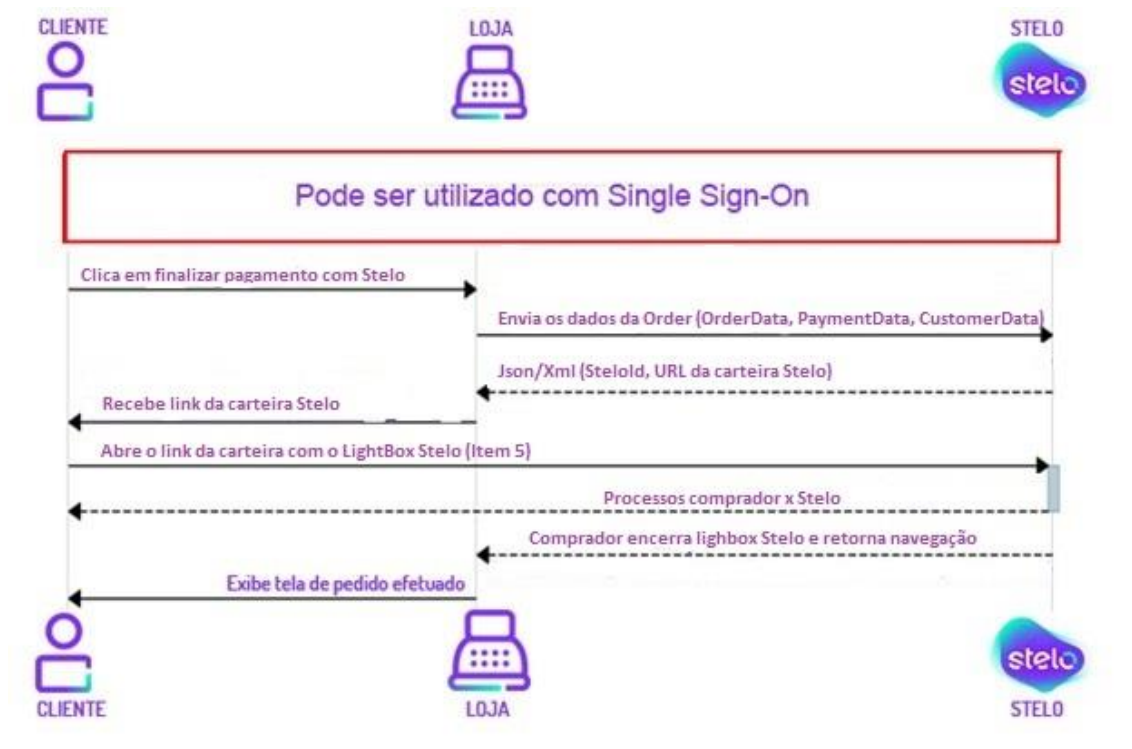 CLIENTE
LOJA
STELO
stelo
Pode ser utilizado com Single Sign-On
Clica em finalizar pagamento com Stelo
Envia os dados da Order (OrderData, PaymentData, CustomerData)
Json/Xml (SteloId, URL da carteira Stelo)
Recebe link da carteira Stelo
Abre o link da carteira com o LightBox Stelo (Item 5)
Processos comprador x Stelo
Comprador encerra lighbox Stelo e retorna navegação
Exibe tela de pedido efetuado
stelo
CLIENTE
LOJA
STELO